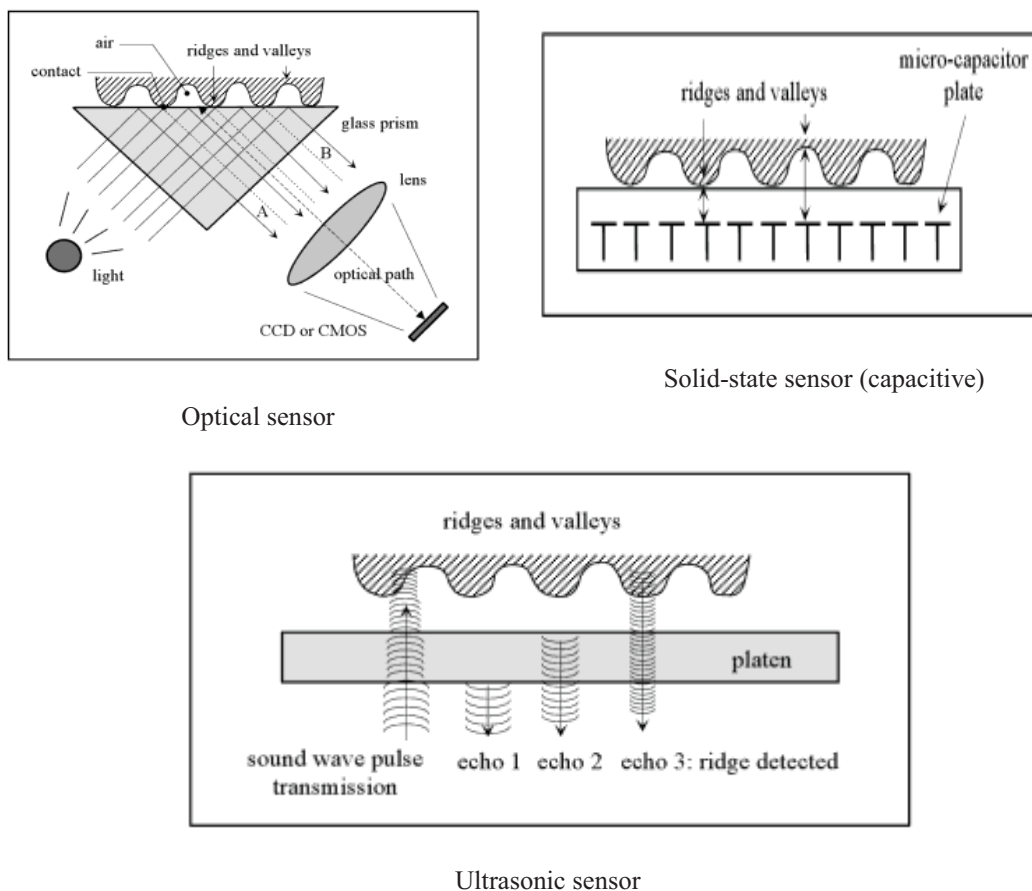 air
ridges and valleys
contact
glass prism
B
lens
A
light
optical path
CCD or CMOS
Optical sensor
micro-capacitor
plate
ridges and valleys
Solid-state sensor (capacitive)
ridges and valleys
platen
sound wave pulse
transmission
echo 1
echo 2
echo 3: ridge detected
Ultrasonic sensor